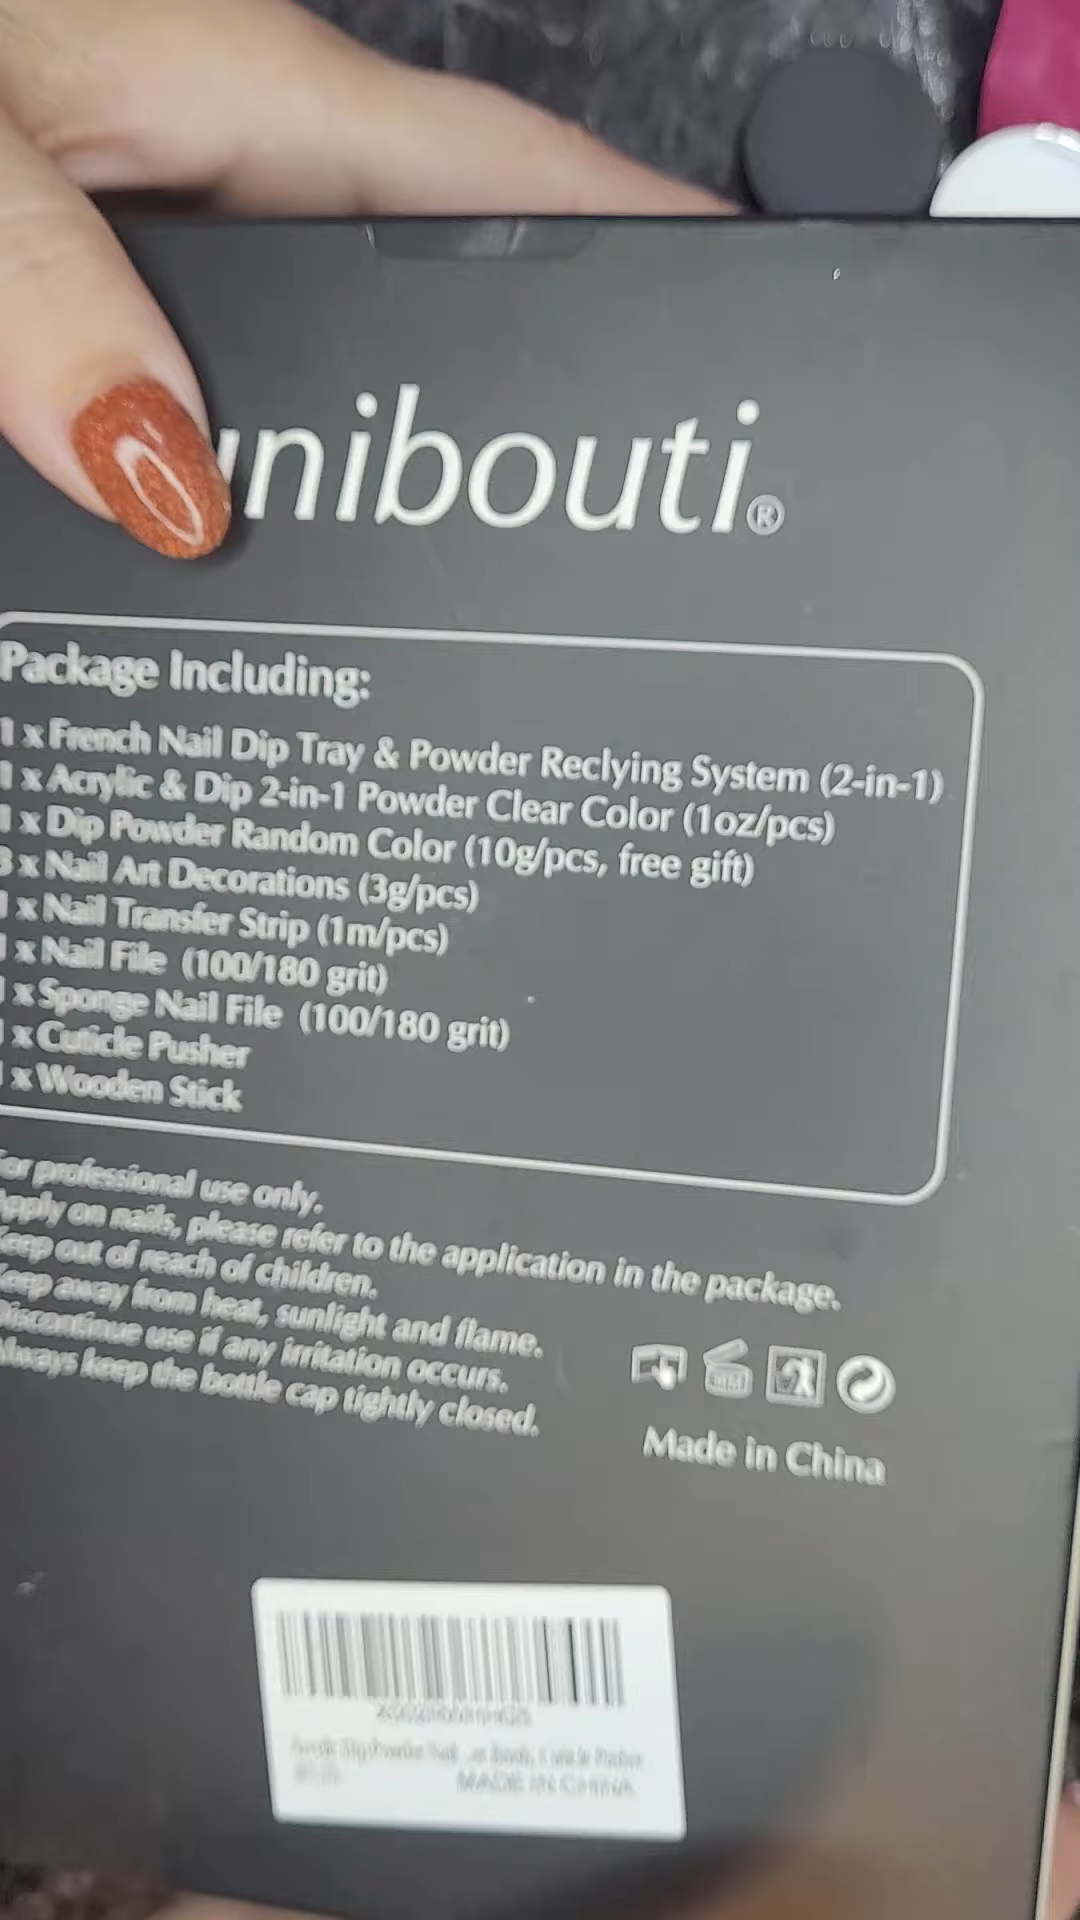 unibouti®
Package Including:
1 x French Nail Dip Tray & Powder Reclying System (2-in-1)
1 x Acrylic & Dip 2-in-1 Powder Clear Color (1oz/pcs)
1 x Dip Powder Random Color (10g/pcs, free gift)
3 x Nail Art Decorations (3g/pcs)
1 x Nail Transfer Strip (1m/pcs)
1 x Nail File (100/180 grit)
1 x Sponge Nail File (100/180 grit)
1 x Cuticle Pusher
1 x Wooden Stick
For professional use only.
Apply on nails, please refer to the application in the package.
Keep out of reach of children.
Keep away from heat, sunlight and flame.
Discontinue use if any irritation occurs.
Always keep the bottle cap tightly closed.
Made in China
MADE IN CHINA